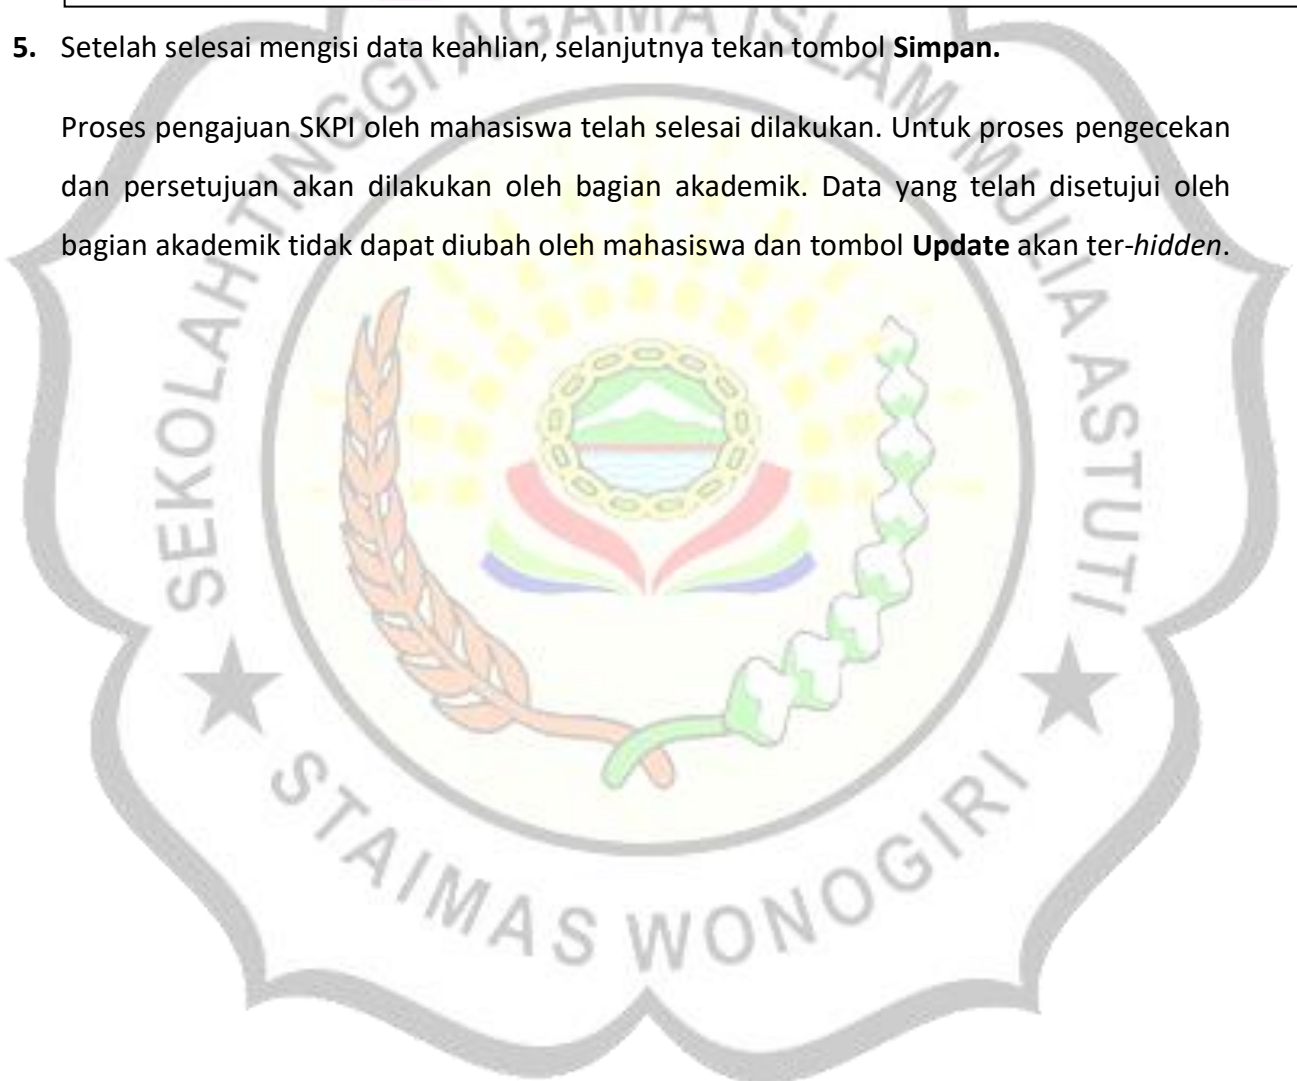 5. Setelah selesai mengisi data keahlian, selanjutnya tekan tombol Simpan.
Proses pengajuan SKPI oleh mahasiswa telah selesai dilakukan. Untuk proses pengecekan
dan persetujuan akan dilakukan oleh bagian akademik. Data yang telah disetujui oleh
bagian akademik tidak dapat diubah oleh mahasiswa dan tombol Update akan ter-hidden.
SEKOLAH TINGGI AGAMA ISLAM MULIA ASTUTI
STAIMAS WONOGIRI